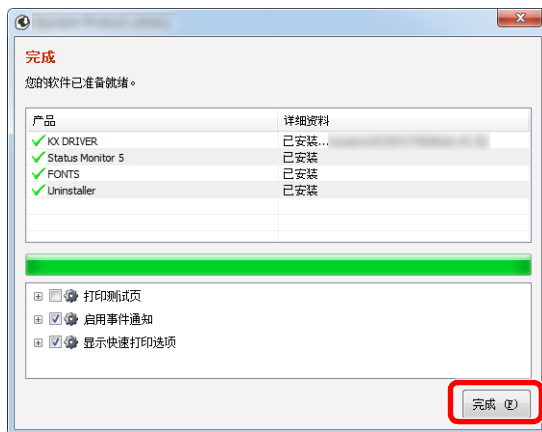 完成
您的软件已准备就绪。
产品 详细资料
KX DRIVER 已安装...
Status Monitor 5 已安装
FONTS 已安装
Uninstaller 已安装
打印测试页
启用事件通知
显示快速打印选项
完成 (F)